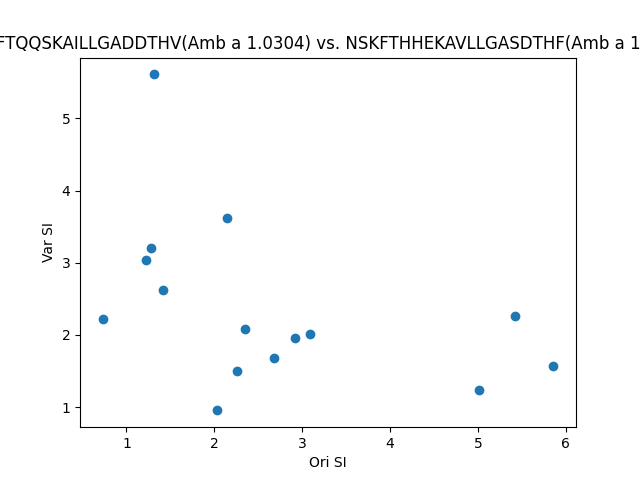 FTQQSKAILLGADDTHV(Amb a 1.0304) vs. NSKFTHHEKAVLLGASDTHF(Amb a 1
Var SI
5
4
3
2
1
1 2 3 4 5 6
Ori SI